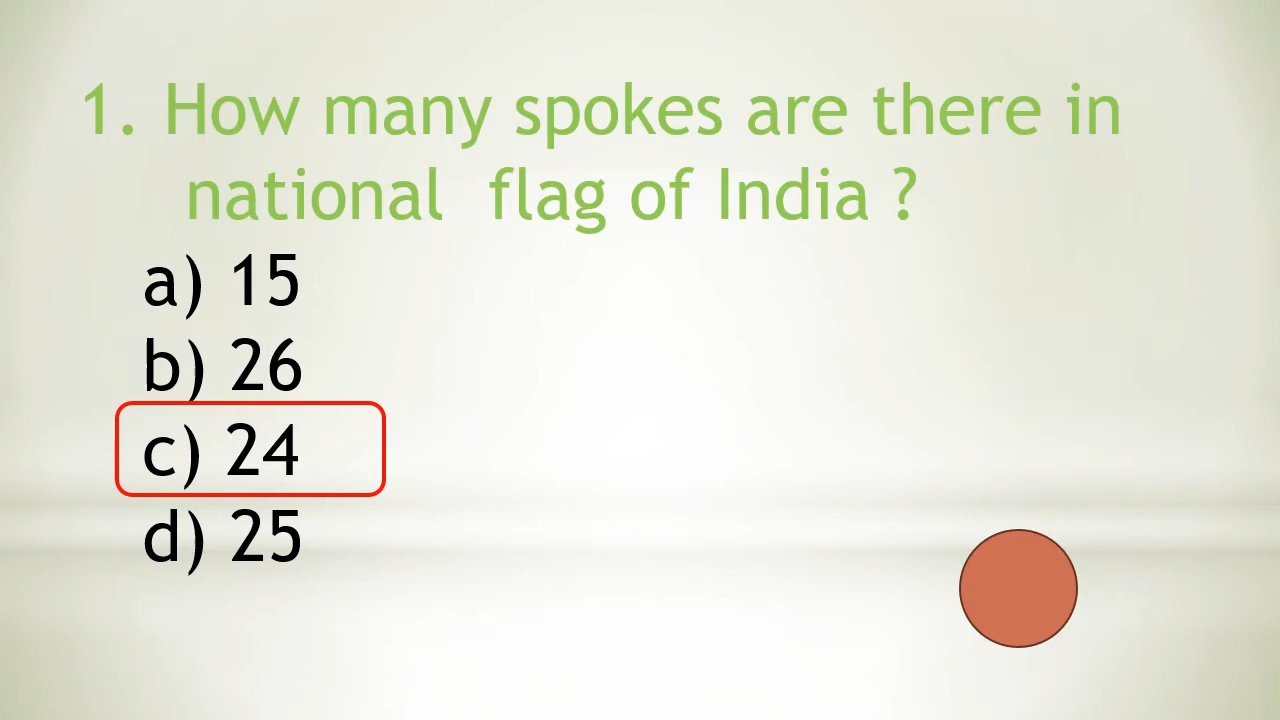 1. How many spokes are there in
national flag of India ?
a) 15
b) 26
c) 24
d) 25